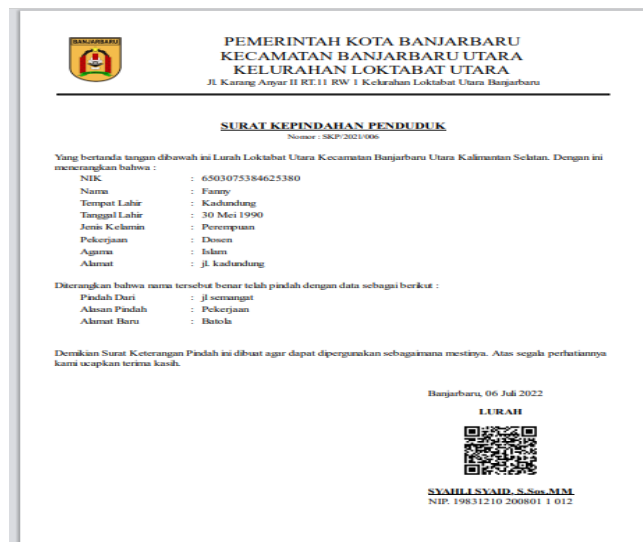 BANJARBARU
PEMERINTAH KOTA BANJARBARU
KECAMATAN BANJARBARU UTARA
KELURAHAN LOKTABAT UTARA
Jl. Karang Anyar II RT.11 RW 1 Kelurahan Loktabat Utara Banjarbaru
SURAT KEPINDAHAN PENDUDUK
Nomor : SKP/2021/006
Yang bertanda tangan dibawah ini Lurah Loktabat Utara Kecamatan Banjarbaru Utara Kalimantan Selatan. Dengan ini
menerangkan bahwa :
NIK : 6503075384625380
Nama : Fanny
Tempat Lahir : Kadundung
Tanggal Lahir : 30 Mei 1990
Jenis Kelamin : Perempuan
Pekerjaan : Dosen
Agama : Islam
Alamat : jl. kadundung
Diterangkan bahwa nama tersebut benar telah pindah dengan data sebagai berikut :
Pindah Dari : jl semangat
Alasan Pindah : Pekerjaan
Alamat Baru : Batola
Demikian Surat Keterangan Pindah ini dibuat agar dapat dipergunakan sebagaimana mestinya. Atas segala perhatiannya
kami ucapkan terima kasih.
Banjarbaru, 06 Juli 2022
LURAH
SYAHLI SYAID, S.Sos.MM
NIP. 19831210 200801 1 012